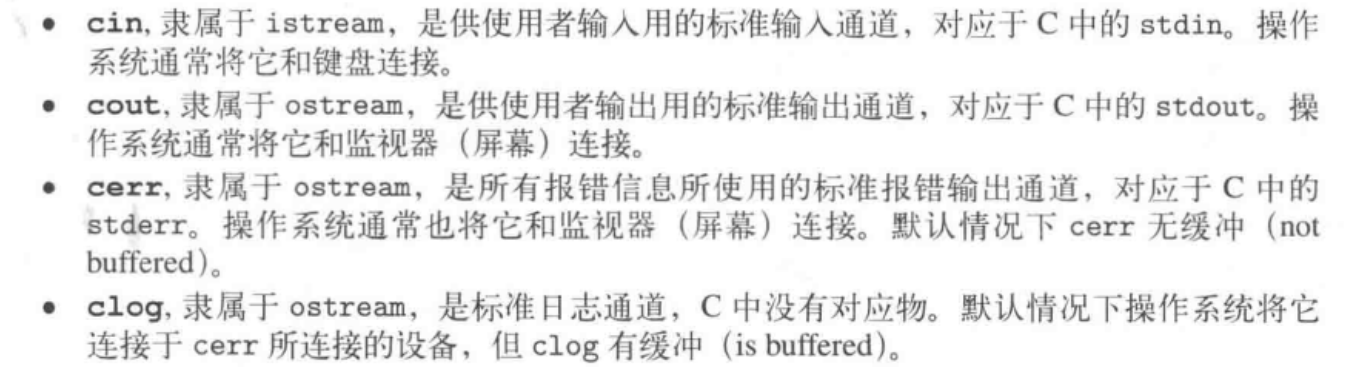 • cin, 隶属于 istream，是供使用者输入用的标准输入通道，对应于 C 中的 stdin。操作
系统通常将它和键盘连接。
• cout, 隶属于 ostream，是供使用者输出用的标准输出通道，对应于 C 中的 stdout。操
作系统通常将它和监视器（屏幕）连接。
• cerr, 隶属于 ostream，是所有报错信息所使用的标准报错输出通道，对应于 C 中的
stderr。操作系统通常也将它和监视器（屏幕）连接。默认情况下 cerr 无缓冲（not
buffered）。
• clog, 隶属于 ostream，是标准日志通道，C 中没有对应物。默认情况下操作系统将它
连接于 cerr 所连接的设备，但 clog 有缓冲（is buffered）。